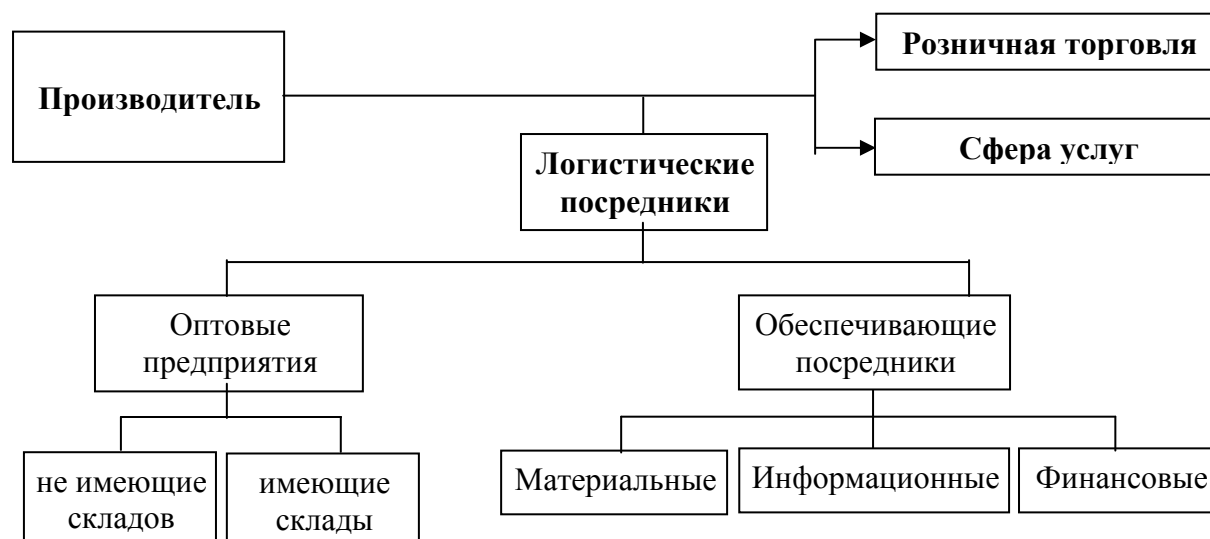 Розничная торговля
Производитель
Сфера услуг
Логистические
посредники
Оптовые
предприятия
Обеспечивающие
посредники
не имеющие
складов
имеющие
склады
Материальные
Информационные
Финансовые